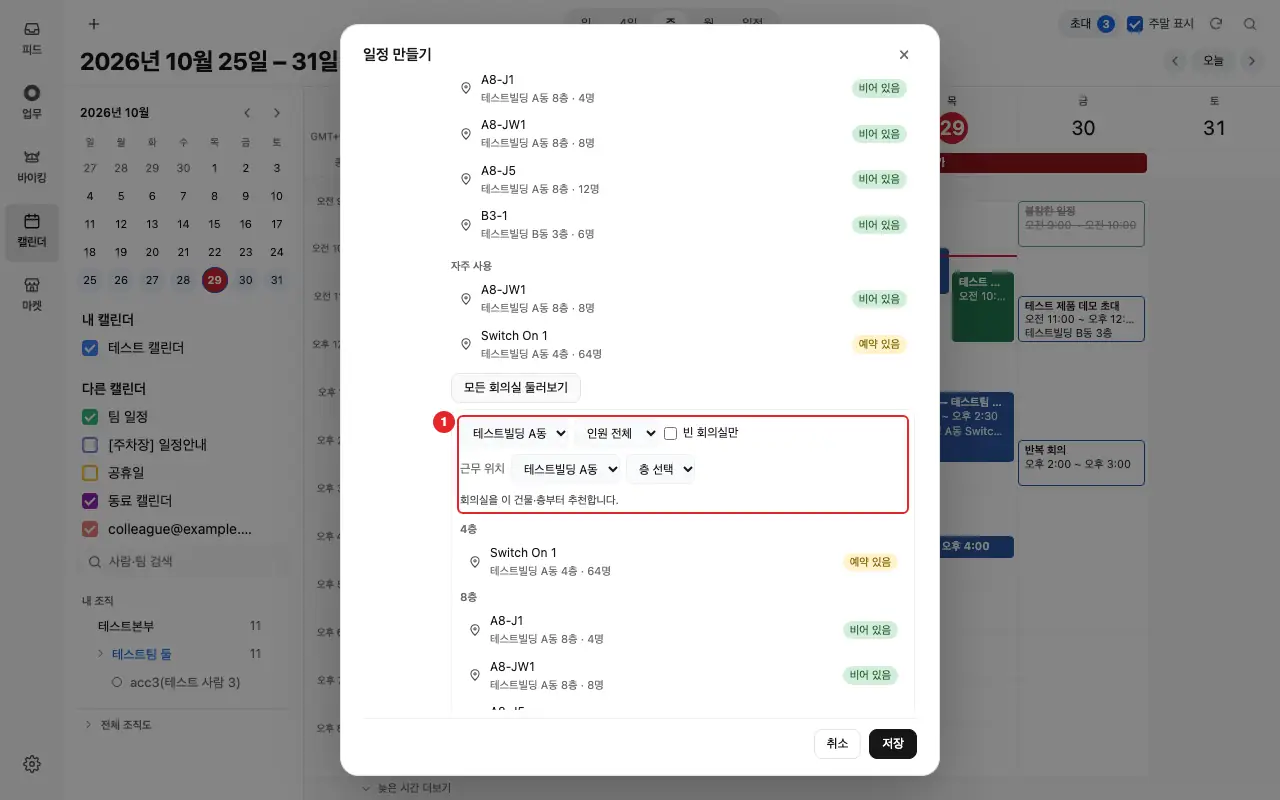 피드
업무
바이킹
캘린더
마켓
일 4일 주 월 일정
초대 3 주말 표시
2026년 10월 25일 – 31일
오늘
2026년 10월
일 월 화 수 목 금 토
27 28 29 30 1 2 3
4 5 6 7 8 9 10
11 12 13 14 15 16 17
18 19 20 21 22 23 24
25 26 27 28 29 30 31
내 캘린더
테스트 캘린더
다른 캘린더
팀 일정
[주차장] 일정안내
공휴일
동료 캘린더
colleague@example....
사람·팀 검색
내 조직
테스트본부 11
테스트팀 둘 11
acc3(테스트 사람 3)
전체 조직도
일정 만들기
A8-J1
테스트빌딩 A동 8층 · 4명
비어 있음
A8-JW1
테스트빌딩 A동 8층 · 8명
비어 있음
A8-J5
테스트빌딩 A동 8층 · 12명
비어 있음
B3-1
테스트빌딩 B동 3층 · 6명
비어 있음
자주 사용
A8-JW1
테스트빌딩 A동 8층 · 8명
비어 있음
Switch On 1
테스트빌딩 A동 4층 · 64명
예약 있음
모든 회의실 둘러보기
1
테스트빌딩 A동 인원 전체 빈 회의실만
근무 위치 테스트빌딩 A동 층 선택
회의실을 이 건물·층부터 추천합니다.
4층
Switch On 1
테스트빌딩 A동 4층 · 64명
예약 있음
8층
A8-J1
테스트빌딩 A동 8층 · 4명
비어 있음
A8-JW1
테스트빌딩 A동 8층 · 8명
비어 있음
취소 저장
목 금 토
29 30 31
오전 9:00 ~ 오전 10:00
테스트 ...
오전 10:...
테스트 제품 데모 초대
오전 11:00 ~ 오후 12:...
테스트빌딩 B동 3층
– 테스트팀 ...
~ 오후 2:30
A동 Switc...
반복 회의
오후 2:00 ~ 오후 3:00
오후 4:00
GMT+
늦은 시간 더보기